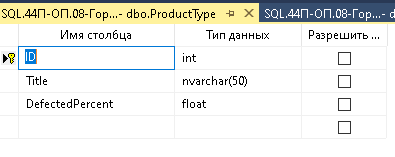 SQL.44П-ОП.08-Гор...- dbo.ProductType
SQL.44П-ОП.08-Гор...- d
Имя столбца Тип данных Разрешить ...
ID int
Title nvarchar(50)
DefectedPercent float